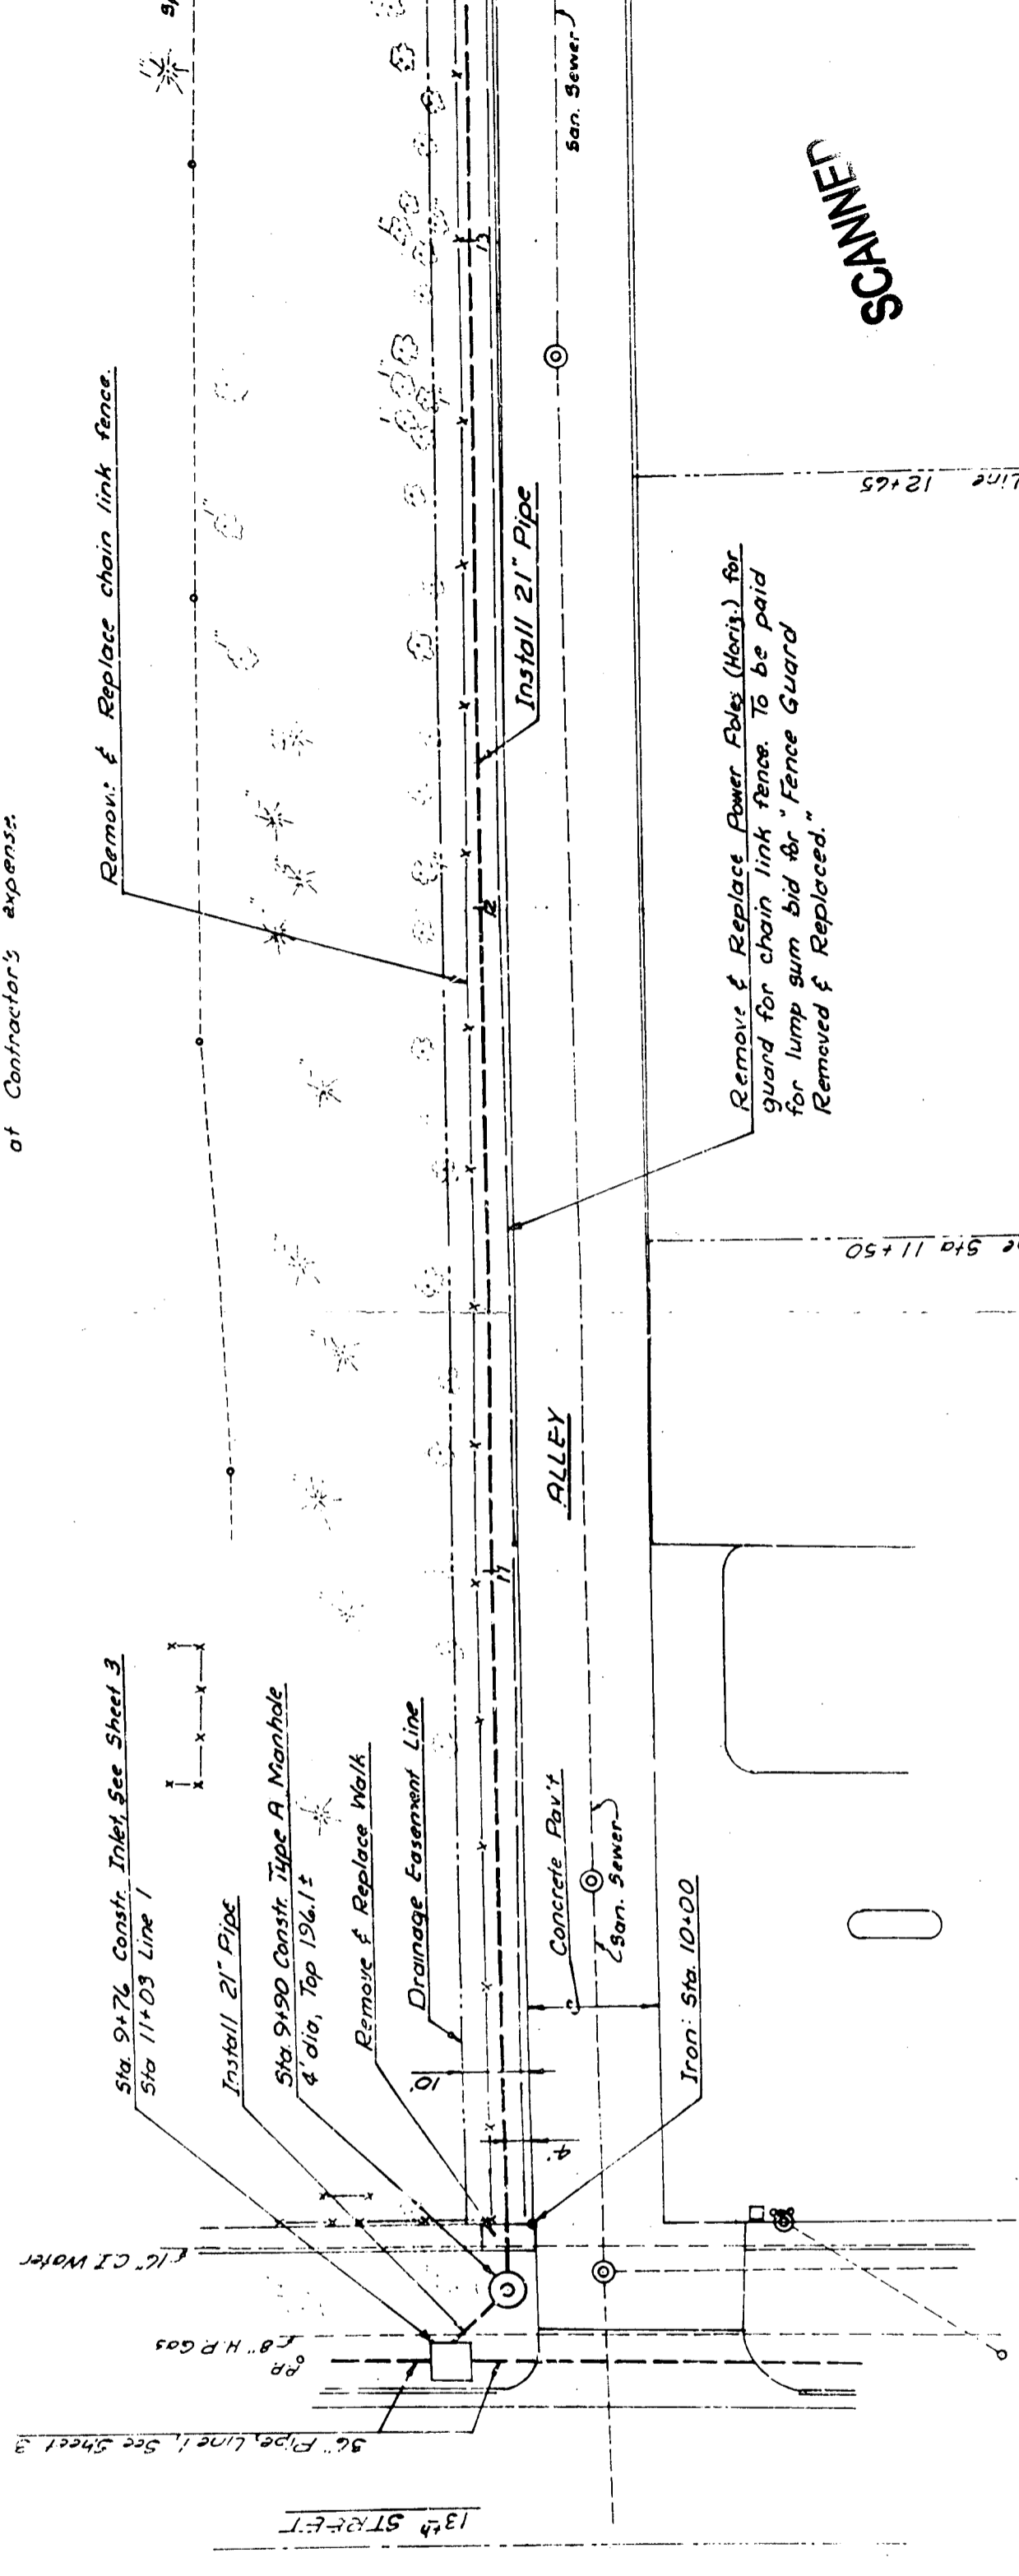 at Contractor's expense.
Remove & Replace chain link fence.
San. Sewer
SCANNED
13
Install 21" Pipe
Line 12+65
Remove & Replace Power Poles (Horiz.) for
guard for chain link fence. To be paid
for lump sum bid for "Fence Guard
Removed & Replaced."
12
Sta 11+50
ALLEY
11
Sta. 9+76 Constr. Inlet, See Sheet 3
Sta 11+03 Line 1
Install 21" Pipe
Sta. 9+90 Constr. Type A Manhole
4' dia, Top 196.1±
Remove & Replace Walk
Drainage Easement Line
Concrete Pav't
San. Sewer
Iron: Sta. 10+00
10'
4'
16" C.I. Water
8" H.P. Gas
P.P.
36" Pipe, Line 1, See Sheet 3
13th STREET